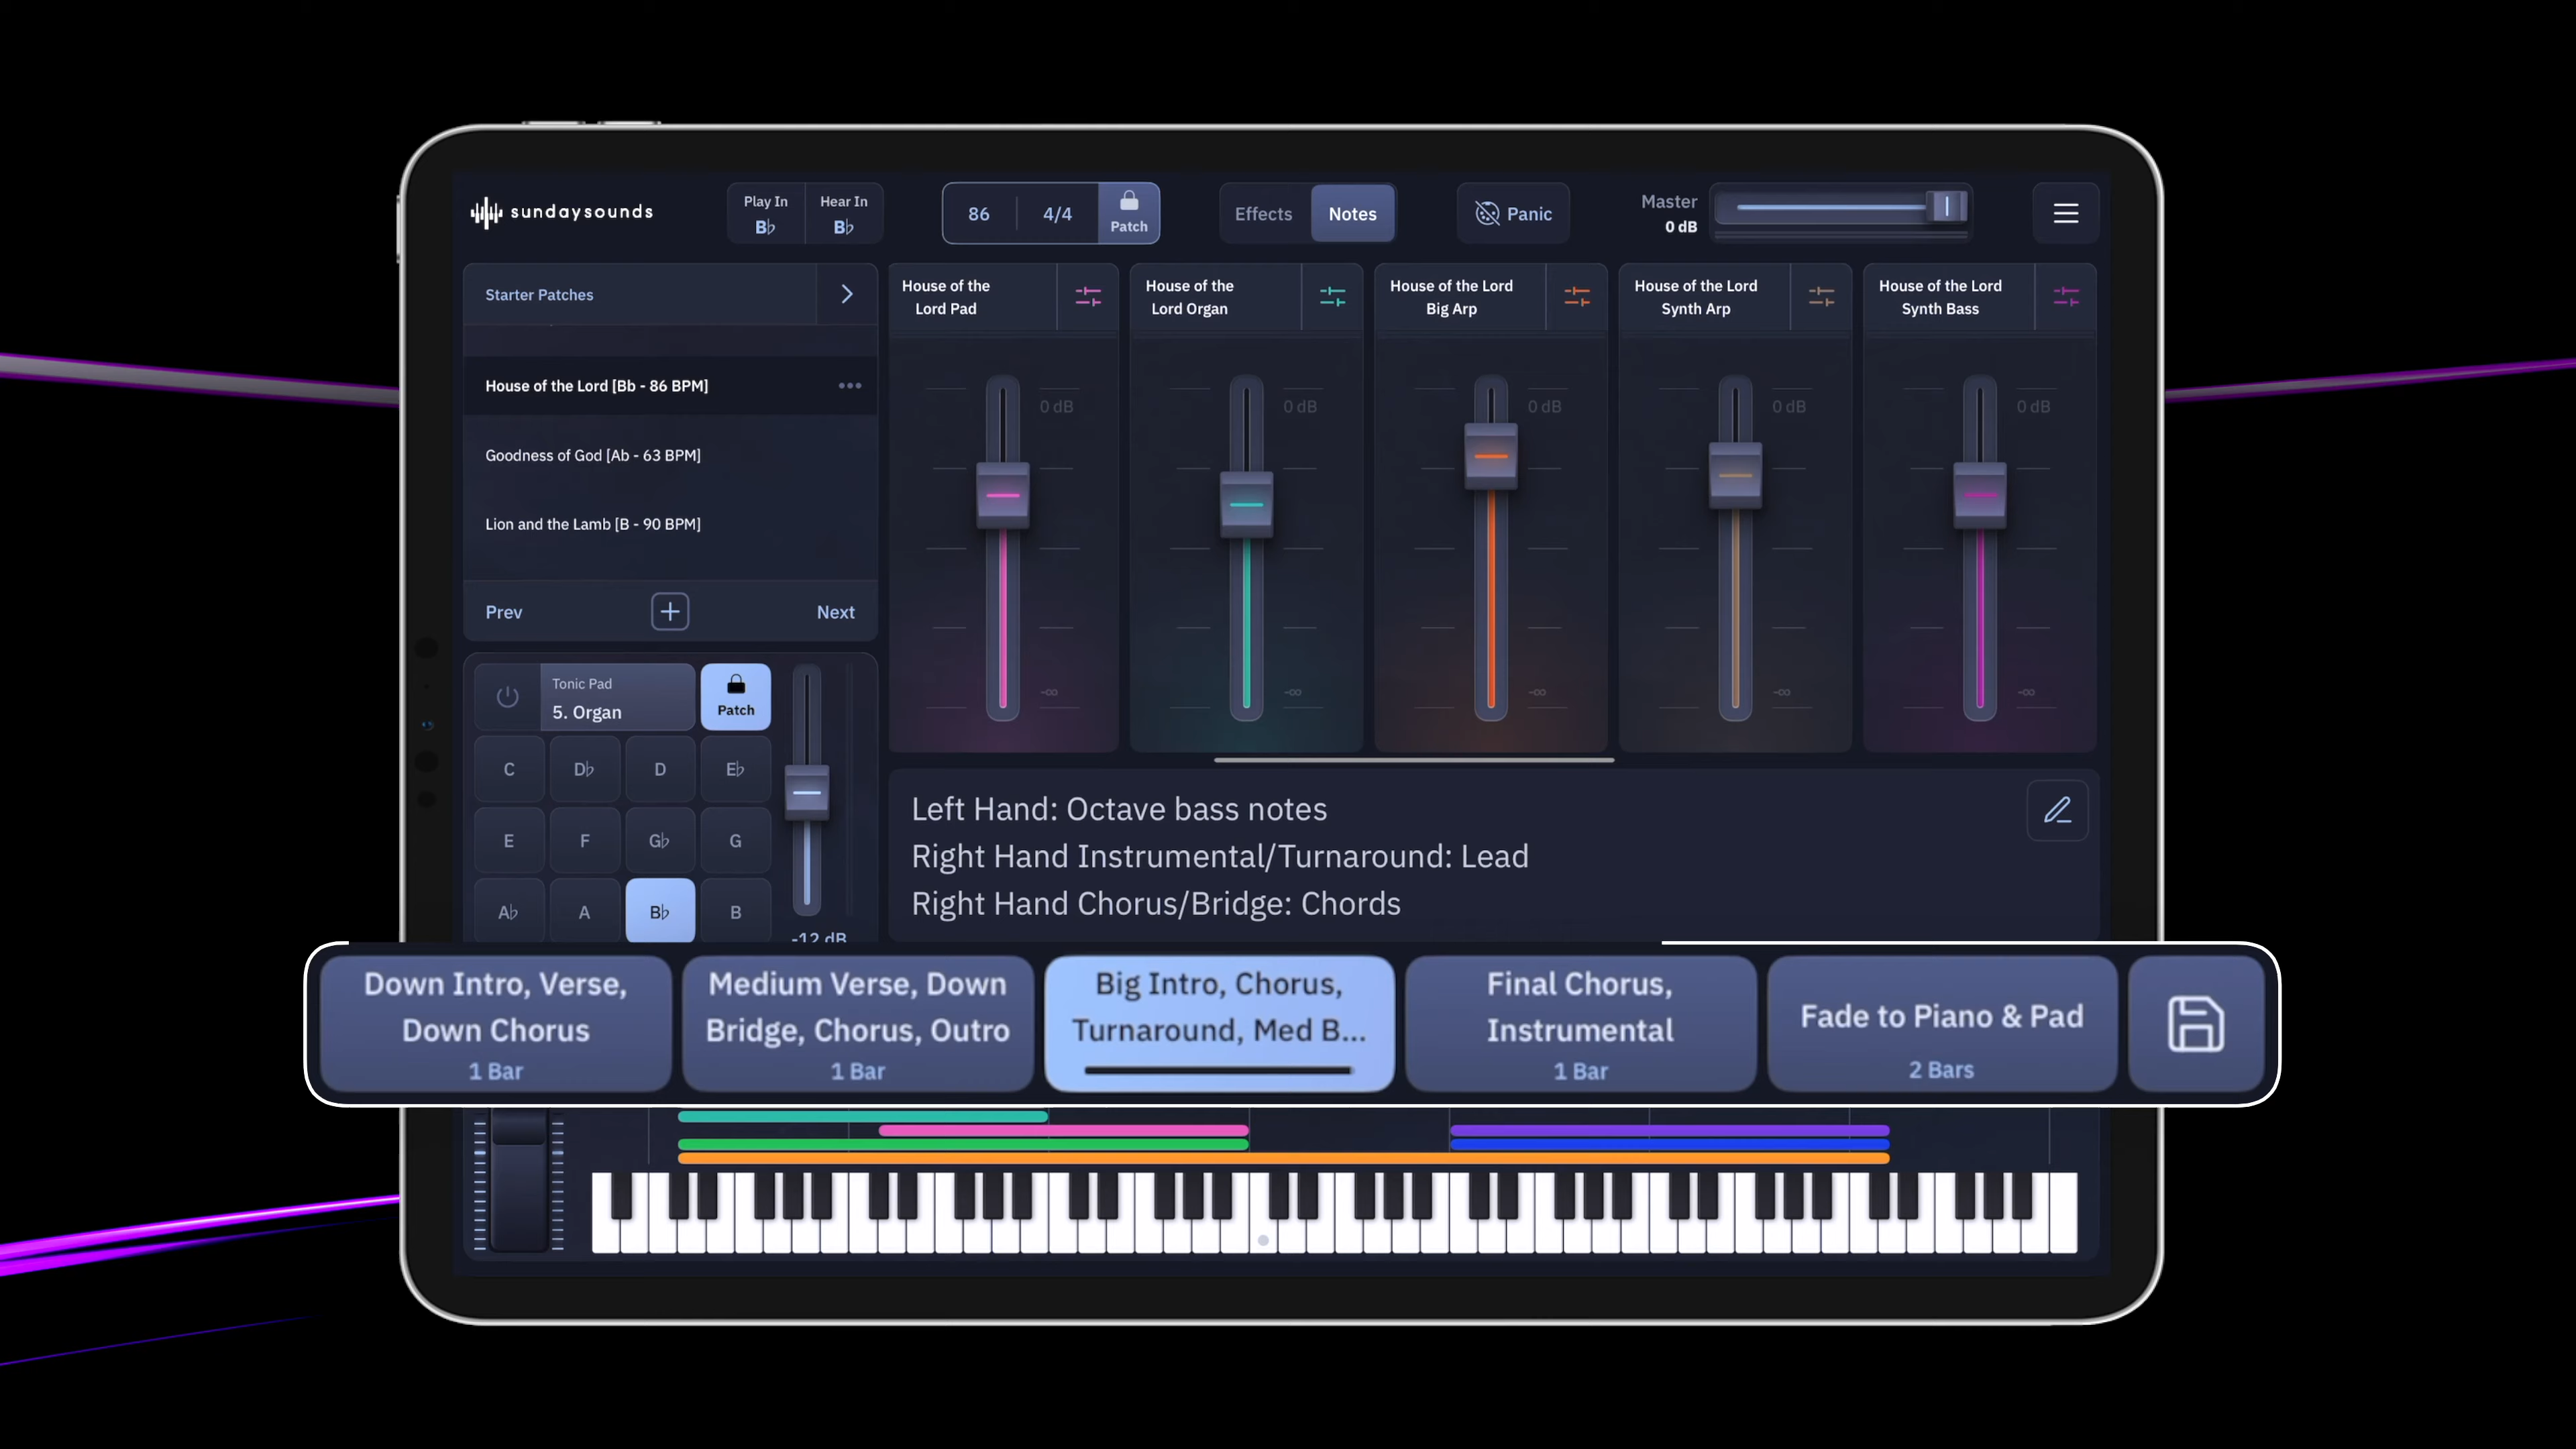 sundaysounds
Play In
B♭
Hear In
B♭
86
4/4
Patch
Effects
Notes
Panic
Master
0 dB
Starter Patches
House of the Lord [Bb - 86 BPM]
Goodness of God [Ab - 63 BPM]
Lion and the Lamb [B - 90 BPM]
Prev
Next
House of the
Lord Pad
House of the
Lord Organ
House of the Lord
Big Arp
House of the Lord
Synth Arp
House of the Lord
Synth Bass
0 dB
0 dB
0 dB
0 dB
0 dB
-∞
-∞
-∞
-∞
-∞
Tonic Pad
5. Organ
Patch
C
D♭
D
E♭
E
F
G♭
G
A♭
A
B♭
B
-12 dB
Left Hand: Octave bass notes
Right Hand Instrumental/Turnaround: Lead
Right Hand Chorus/Bridge: Chords
Down Intro, Verse,
Down Chorus
1 Bar
Medium Verse, Down
Bridge, Chorus, Outro
1 Bar
Big Intro, Chorus,
Turnaround, Med B...
Final Chorus,
Instrumental
1 Bar
Fade to Piano & Pad
2 Bars